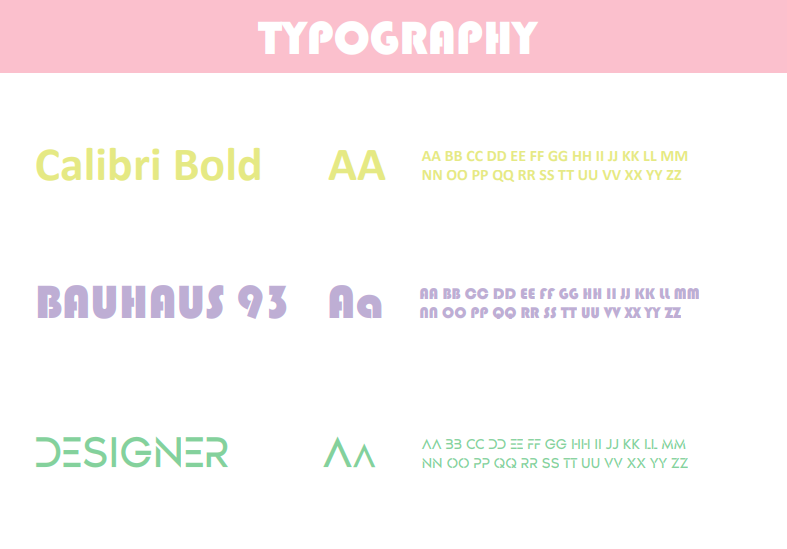 TYPOGRAPHY
Calibri Bold
AA
AA BB CC DD EE FF GG HH II JJ KK LL MM
NN OO PP QQ RR SS TT UU VV XX YY ZZ
BAUHAUS 93
Aa
AA BB CC DD EE FF GG HH II JJ KK LL MM
NN OO PP QQ RR SS TT UU VV XX YY ZZ
DESIGNER
Aa
AA BB CC DD EE FF GG HH II JJ KK LL MM
NN OO PP QQ RR SS TT UU VV XX YY ZZ